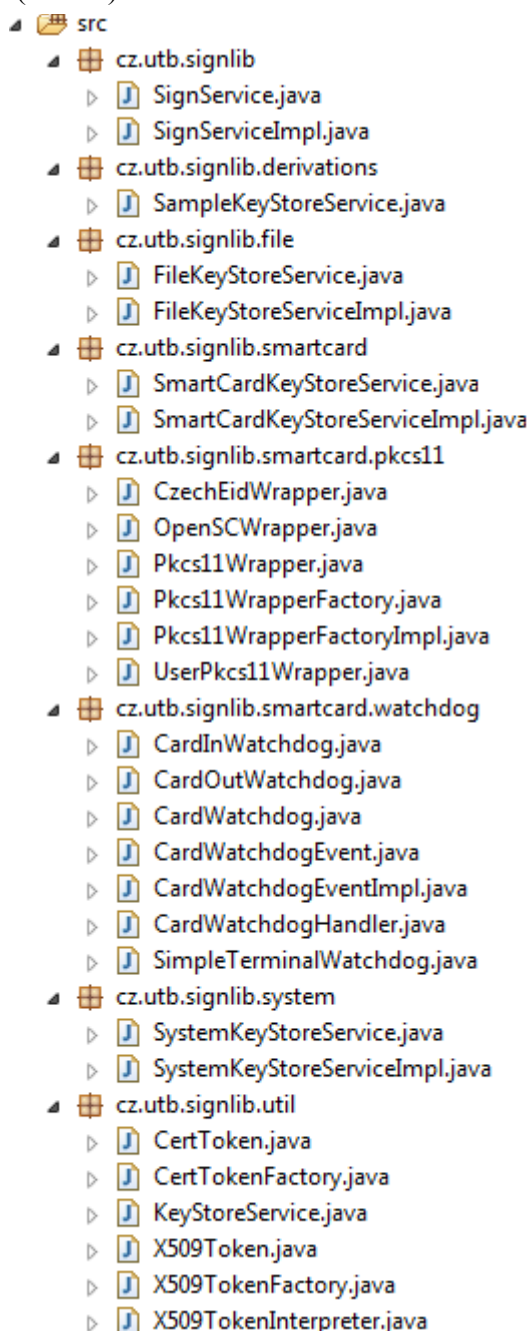 src
cz.utb.signlib
SignService.java
SignServiceImpl.java
cz.utb.signlib.derivations
SampleKeyStoreService.java
cz.utb.signlib.file
FileKeyStoreService.java
FileKeyStoreServiceImpl.java
cz.utb.signlib.smartcard
SmartCardKeyStoreService.java
SmartCardKeyStoreServiceImpl.java
cz.utb.signlib.smartcard.pkcs11
CzechEidWrapper.java
OpenSCWrapper.java
Pkcs11Wrapper.java
Pkcs11WrapperFactory.java
Pkcs11WrapperFactoryImpl.java
UserPkcs11Wrapper.java
cz.utb.signlib.smartcard.watchdog
CardInWatchdog.java
CardOutWatchdog.java
CardWatchdog.java
CardWatchdogEvent.java
CardWatchdogEventImpl.java
CardWatchdogHandler.java
SimpleTerminalWatchdog.java
cz.utb.signlib.system
SystemKeyStoreService.java
SystemKeyStoreServiceImpl.java
cz.utb.signlib.util
CertToken.java
CertTokenFactory.java
KeyStoreService.java
X509Token.java
X509TokenFactory.java
X509TokenInterpreter.java